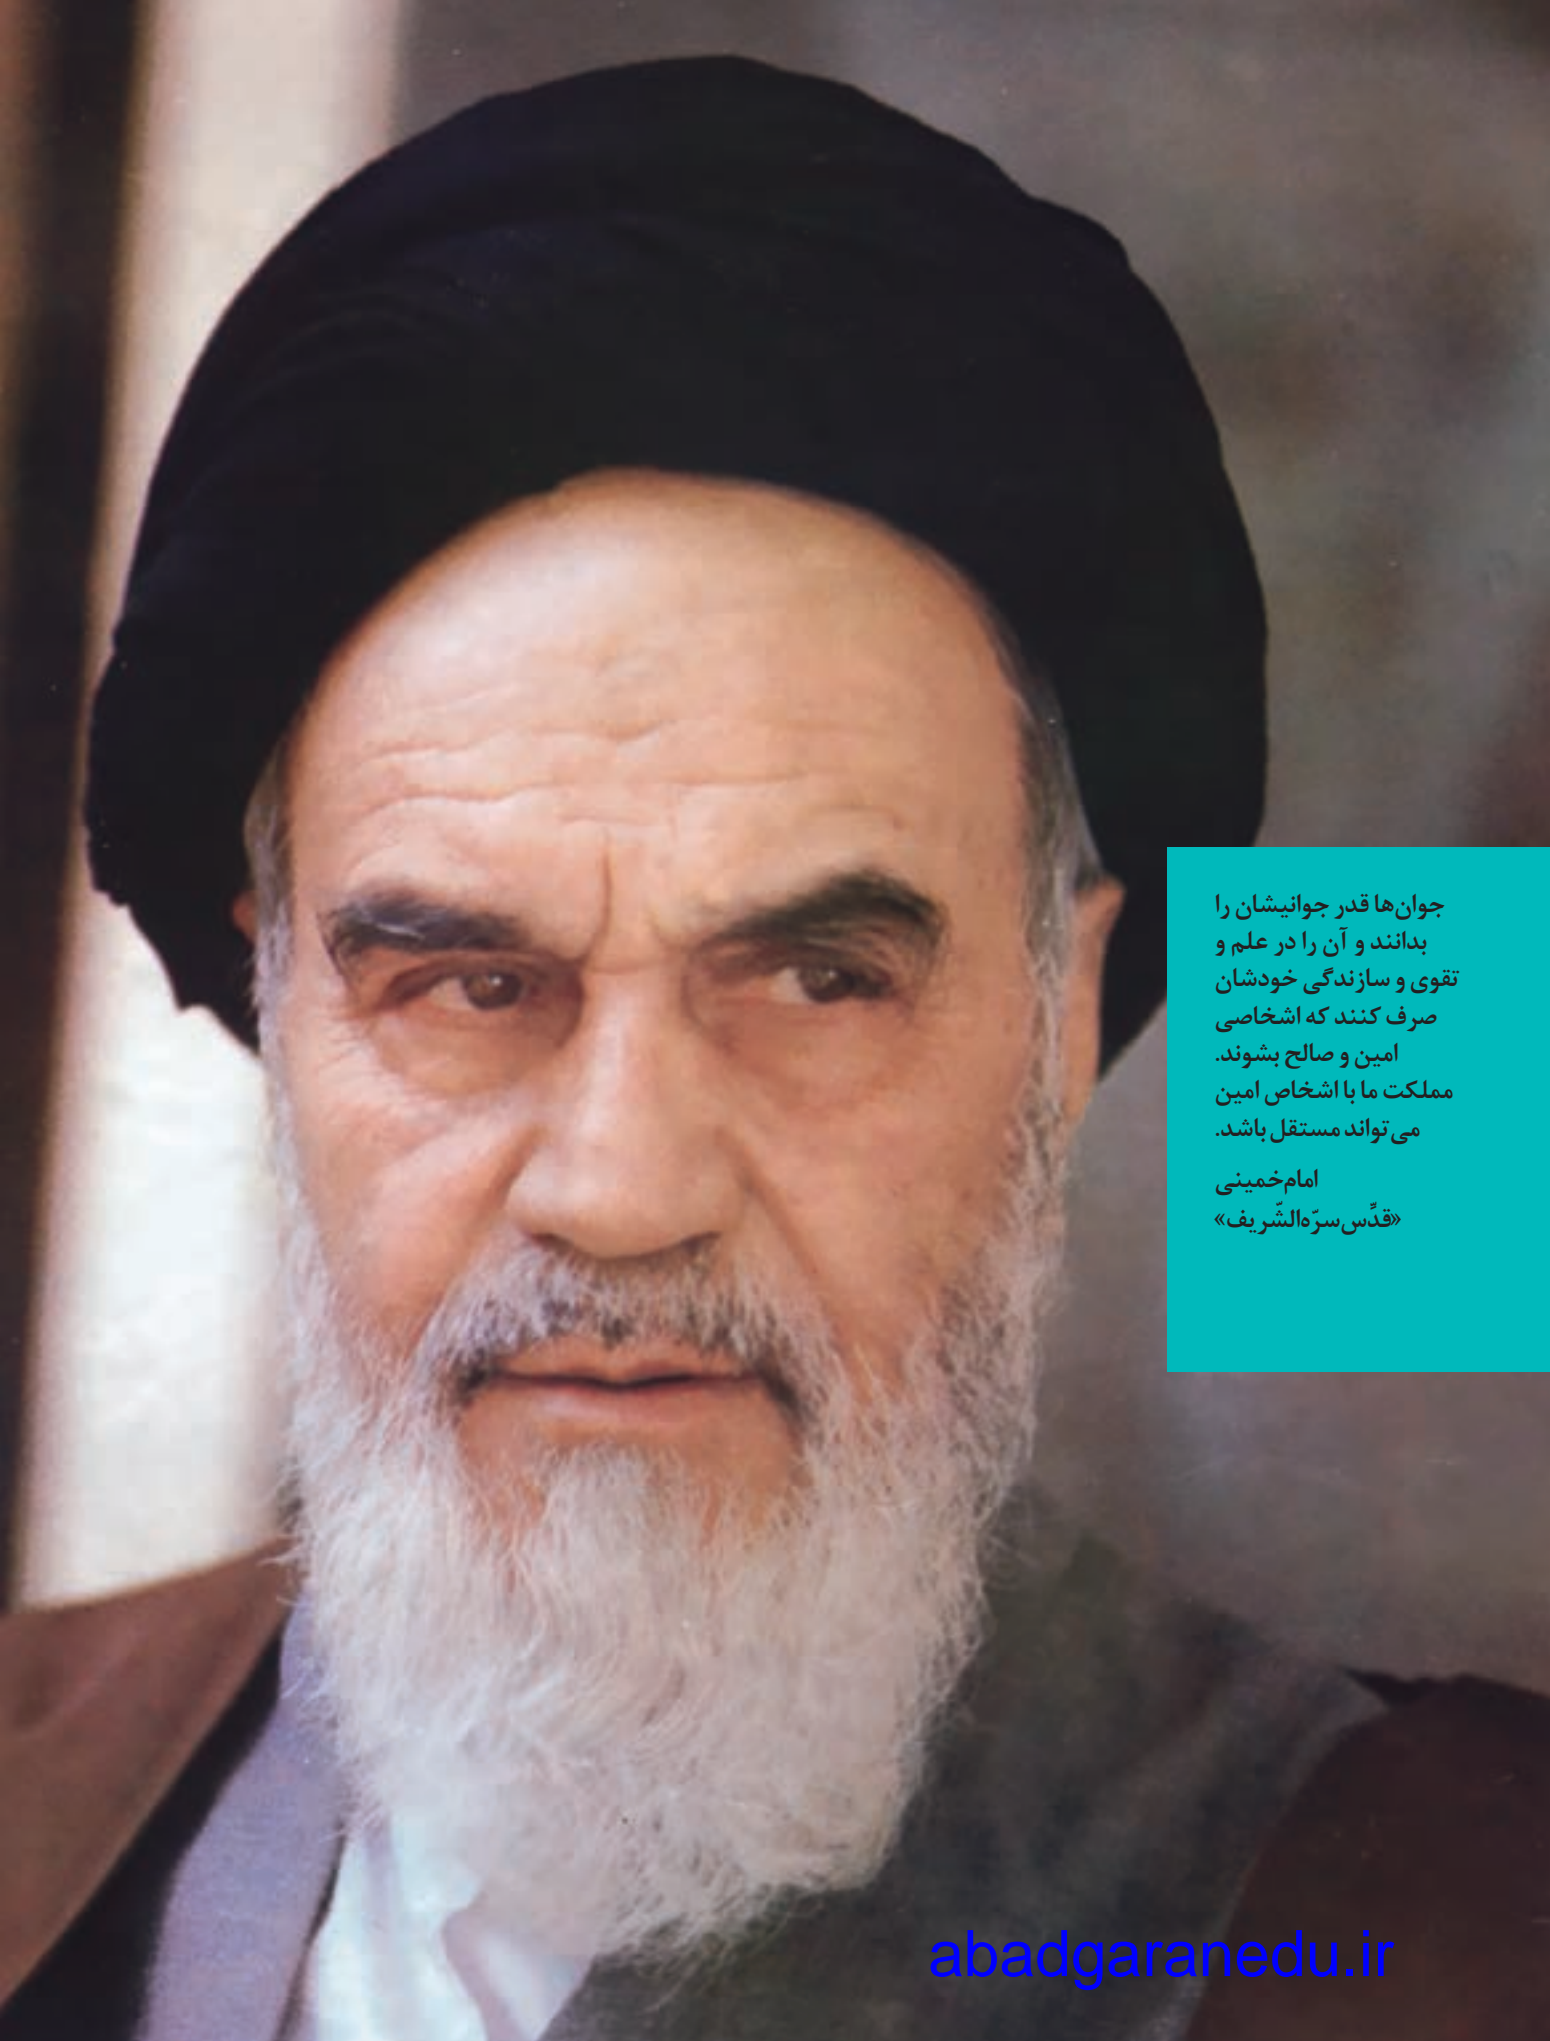 جوان‌ها قدر جوانیشان را
بدانند و آن را در علم و
تقوی و سازندگی خودشان
صرف کنند که اشخاصی
امین و صالح بشوند.
مملکت ما با اشخاص امین
می‌تواند مستقل باشد.
امام‌خمینی
«قدِّس‌سرّه‌الشّریف»
abadgaranedu.ir